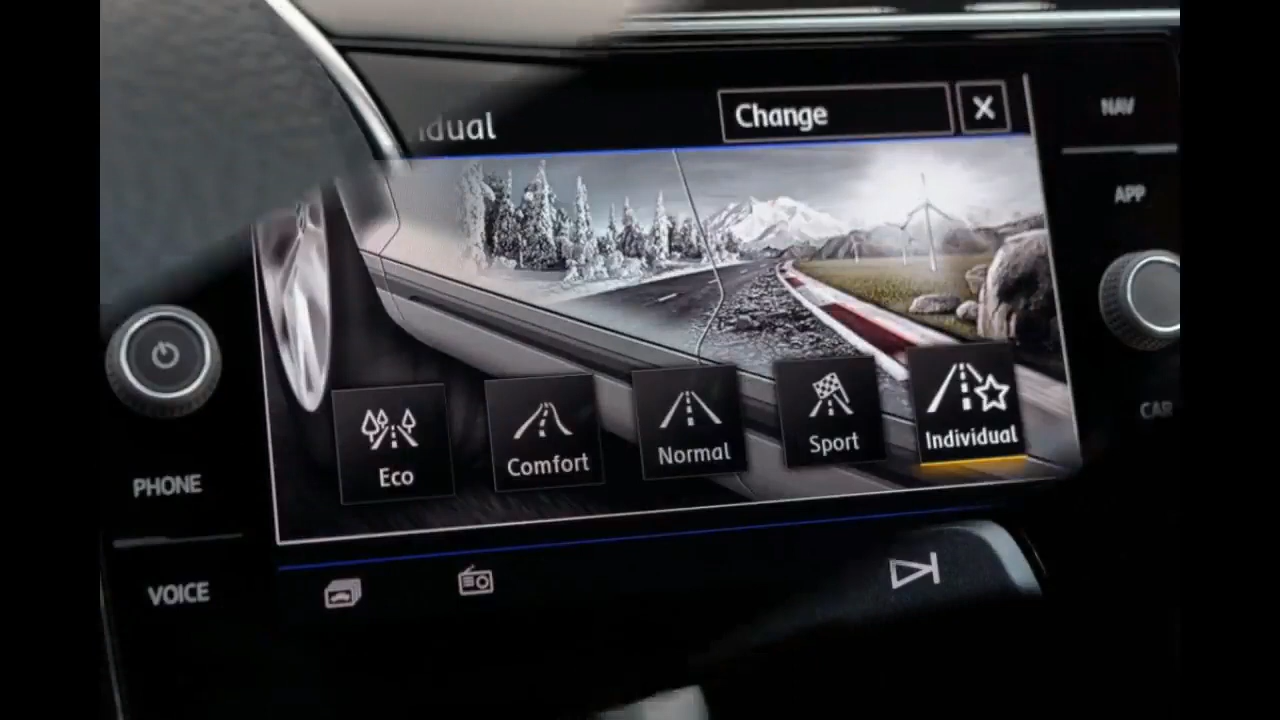 idual
Change
X
NAV
APP
CAR
PHONE
VOICE
Eco
Comfort
Normal
Sport
Individual